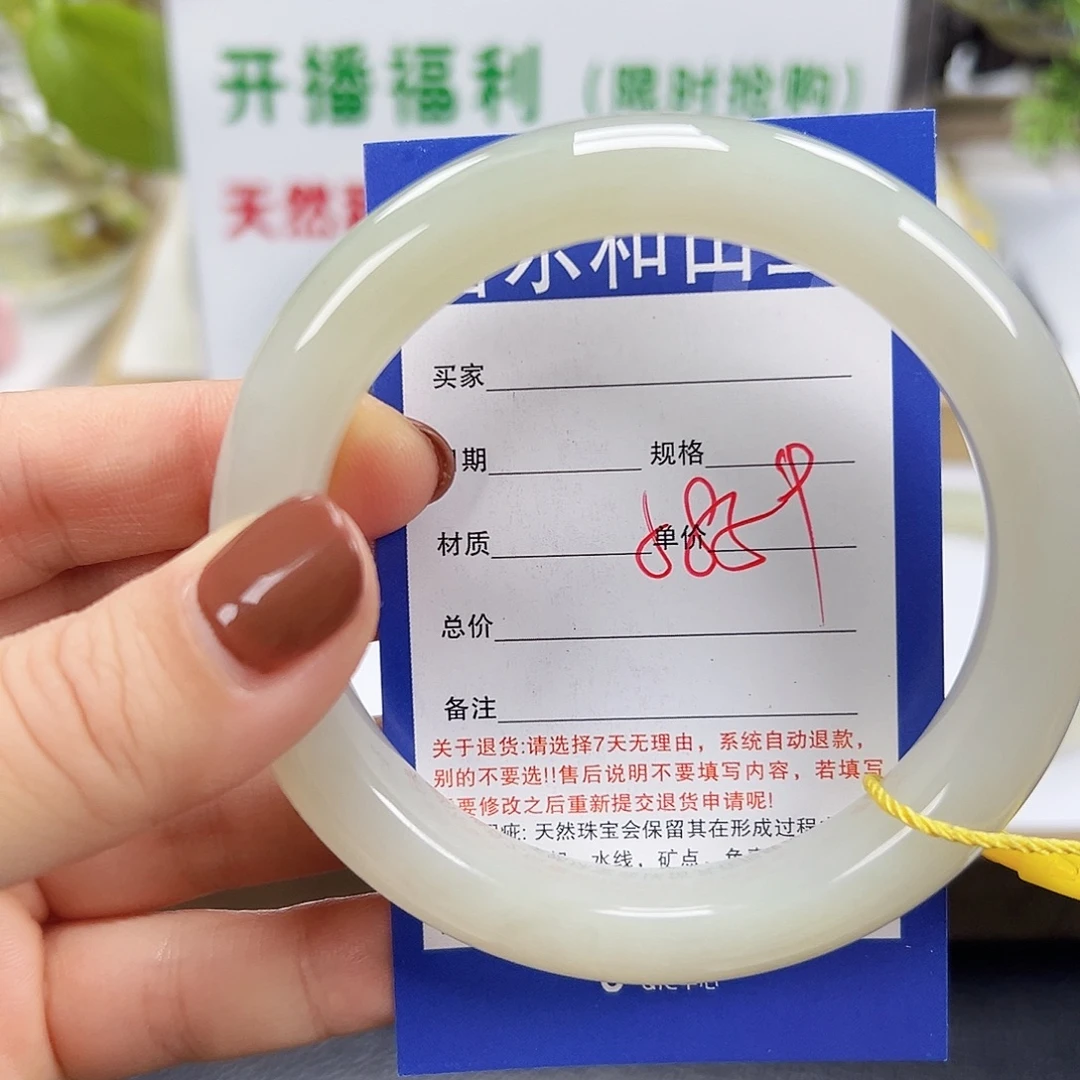 开播福利（限时抢购）
天然
和田
买家
期 规格
材质 单价
总价
备注
关于退货:请选择7天无理由，系统自动退款，
别的不要选!!售后说明不要填写内容，若填写
要修改之后重新提交退货申请呢!
疵: 天然珠宝会保留其在形成过程
水线，矿点